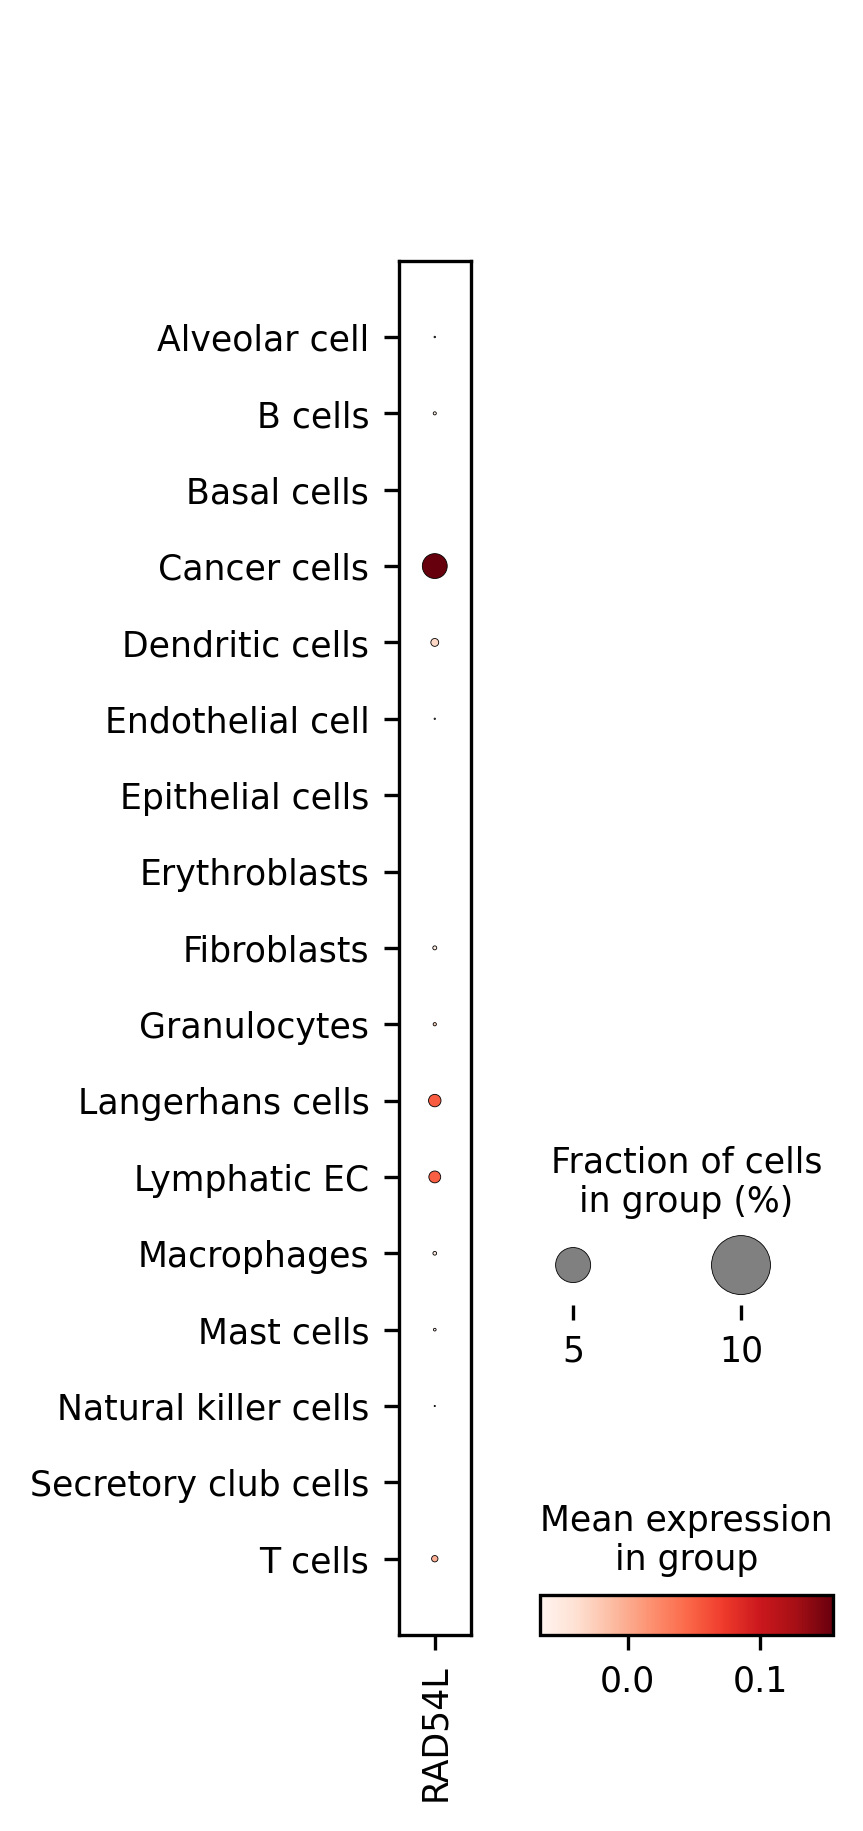 Alveolar cell
B cells
Basal cells
Cancer cells
Dendritic cells
Endothelial cell
Epithelial cells
Erythroblasts
Fibroblasts
Granulocytes
Langerhans cells
Lymphatic EC
Macrophages
Mast cells
Natural killer cells
Secretory club cells
T cells
RAD54L
Fraction of cells
in group (%)
5 10
Mean expression
in group
0.0 0.1